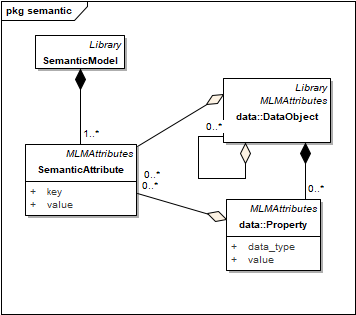 pkg semantic
Library
SemanticModel
Library
MLMAttributes
data::DataObject
0..*
1..*
MLMAttributes
SemanticAttribute
+ key
+ value
0..*
0..*
0..*
MLMAttributes
data::Property
+ data_type
+ value